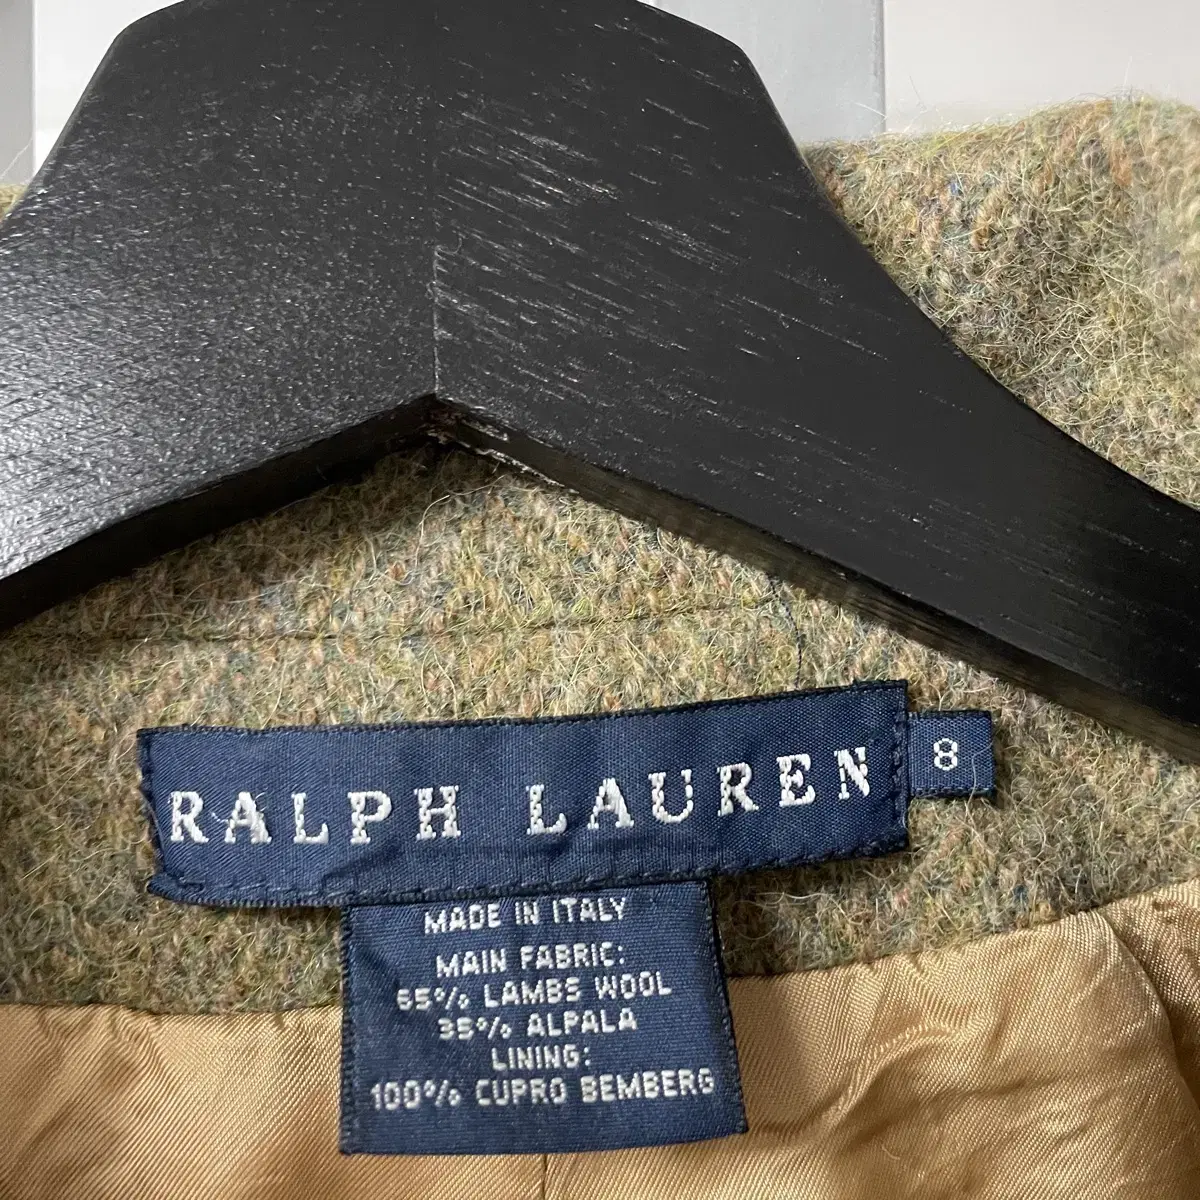 RALPH LAUREN
8
MADE IN ITALY
MAIN FABRIC:
65% LAMBS WOOL
35% ALPALA
LINING:
100% CUPRO BEMBERG